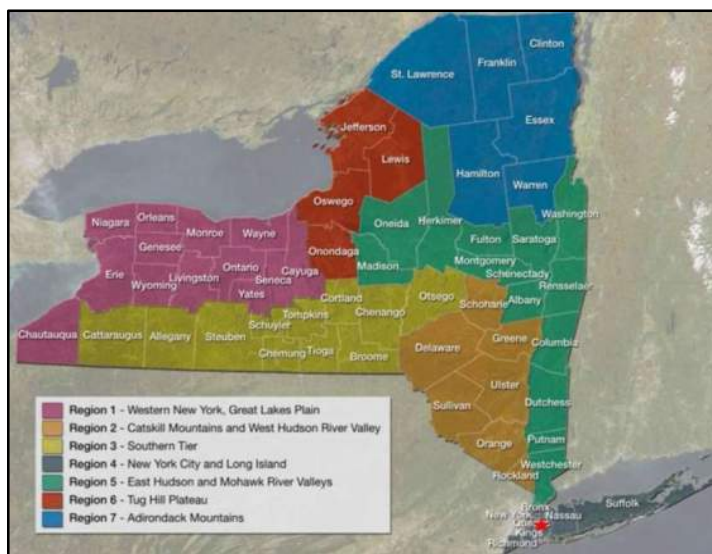 Clinton
Franklin
St. Lawrence
Essex
Jefferson
Lewis
Hamilton
Warren
Oswego
Washington
Oneida
Herkimer
Niagara
Orleans
Monroe
Wayne
Fulton
Saratoga
Genesee
Onondaga
Madison
Montgomery
Schenectady
Erie
Wyoming
Livingston
Ontario
Seneca
Cayuga
Yates
Rensselaer
Cortland
Otsego
Schoharie
Albany
Chenango
Tompkins
Schuyler
Chautauqua
Cattaraugus
Allegany
Steuben
Chemung
Tioga
Broome
Greene
Columbia
Delaware
Ulster
Sullivan
Dutchess
Orange
Putnam
Westchester
Rockland
Bronx
New York
Nassau
Suffolk
Kings
Richmond
Region 1 - Western New York, Great Lakes Plain
Region 2 - Catskill Mountains and West Hudson River Valley
Region 3 - Southern Tier
Region 4 - New York City and Long Island
Region 5 - East Hudson and Mohawk River Valleys
Region 6 - Tug Hill Plateau
Region 7 - Adirondack Mountains